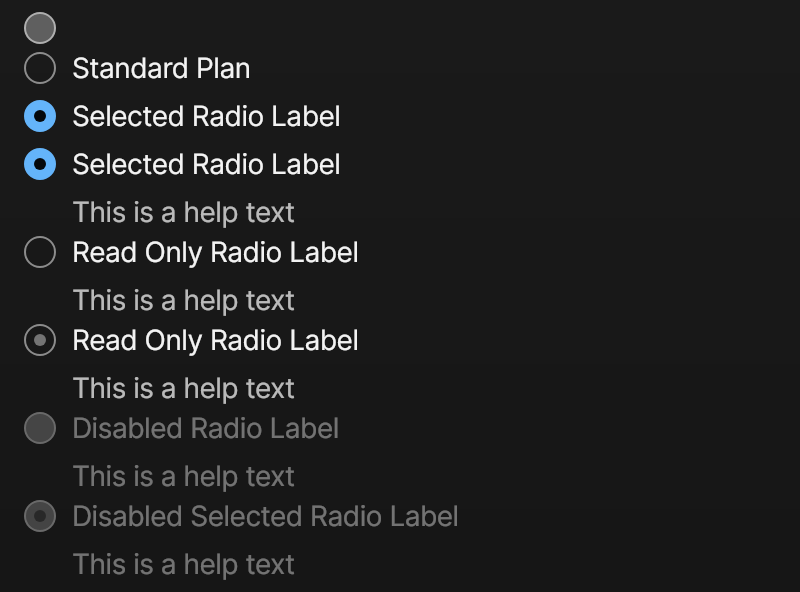 Standard Plan
Selected Radio Label
Selected Radio Label
This is a help text
Read Only Radio Label
This is a help text
Read Only Radio Label
This is a help text
Disabled Radio Label
This is a help text
Disabled Selected Radio Label
This is a help text